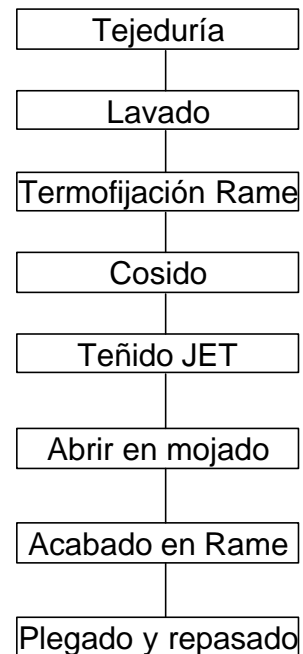 Tejeduría
Lavado
Termofijación Rame
Cosido
Teñido JET
Abrir en mojado
Acabado en Rame
Plegado y repasado